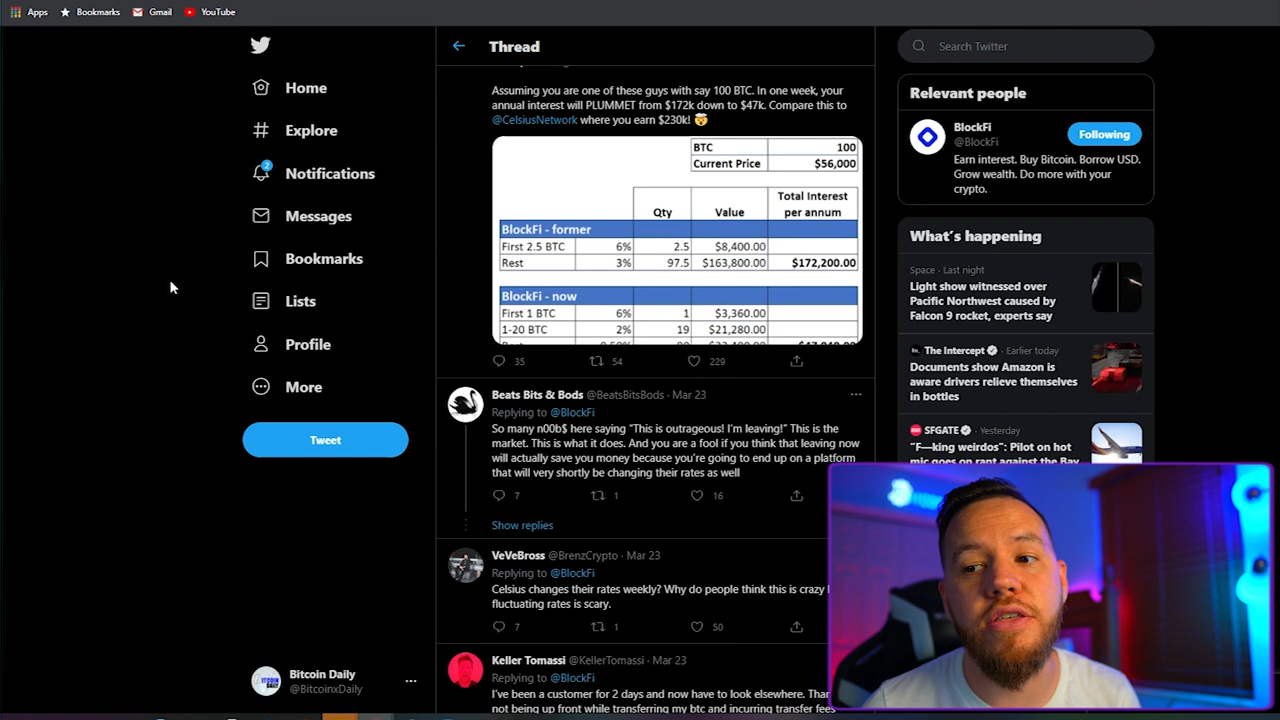 Apps
Bookmarks
Gmail
YouTube
Home
Explore
2
Notifications
Messages
Bookmarks
Lists
Profile
More
Tweet
Bitcoin Daily
@BitcoinxDaily
Thread
Assuming you are one of these guys with say 100 BTC. In one week, your
annual interest will PLUMMET from $172k down to $47k. Compare this to
@CelsiusNetwork where you earn $230k! 🤯
BTC 100
Current Price $56,000
Qty Value Total Interest per annum
BlockFi - former
First 2.5 BTC 6% 2.5 $8,400.00
Rest 3% 97.5 $163,800.00 $172,200.00
BlockFi - now
First 1 BTC 6% 1 $3,360.00
1-20 BTC 2% 19 $21,280.00
35 54 229
Beats Bits & Bods @BeatsBitsBods · Mar 23
Replying to @BlockFi
So many n00b$ here saying "This is outrageous! I'm leaving!" This is the
market. This is what it does. And you are a fool if you think that leaving now
will actually save you money because you're going to end up on a platform
that will very shortly be changing their rates as well
7 1 16
Show replies
VeVeBross @BrenzCrypto · Mar 23
Replying to @BlockFi
Celsius changes their rates weekly? Why do people think this is crazy
fluctuating rates is scary.
7 1 50
Keller Tomassi @KellerTomassi · Mar 23
Replying to @BlockFi
I've been a customer for 2 days and now have to look elsewhere.
not being up front while transferring my btc and incurring transfer fees
Search Twitter
Relevant people
BlockFi
@BlockFi
Following
Earn interest. Buy Bitcoin. Borrow USD.
Grow wealth. Do more with your
crypto.
What's happening
Space · Last night
Light show witnessed over
Pacific Northwest caused by
Falcon 9 rocket, experts say
The Intercept · Earlier today
Documents show Amazon is
aware drivers relieve themselves
in bottles
SFGATE · Yesterday
"F—king weirdos": Pilot on hot
mic goes on rant against the Bay